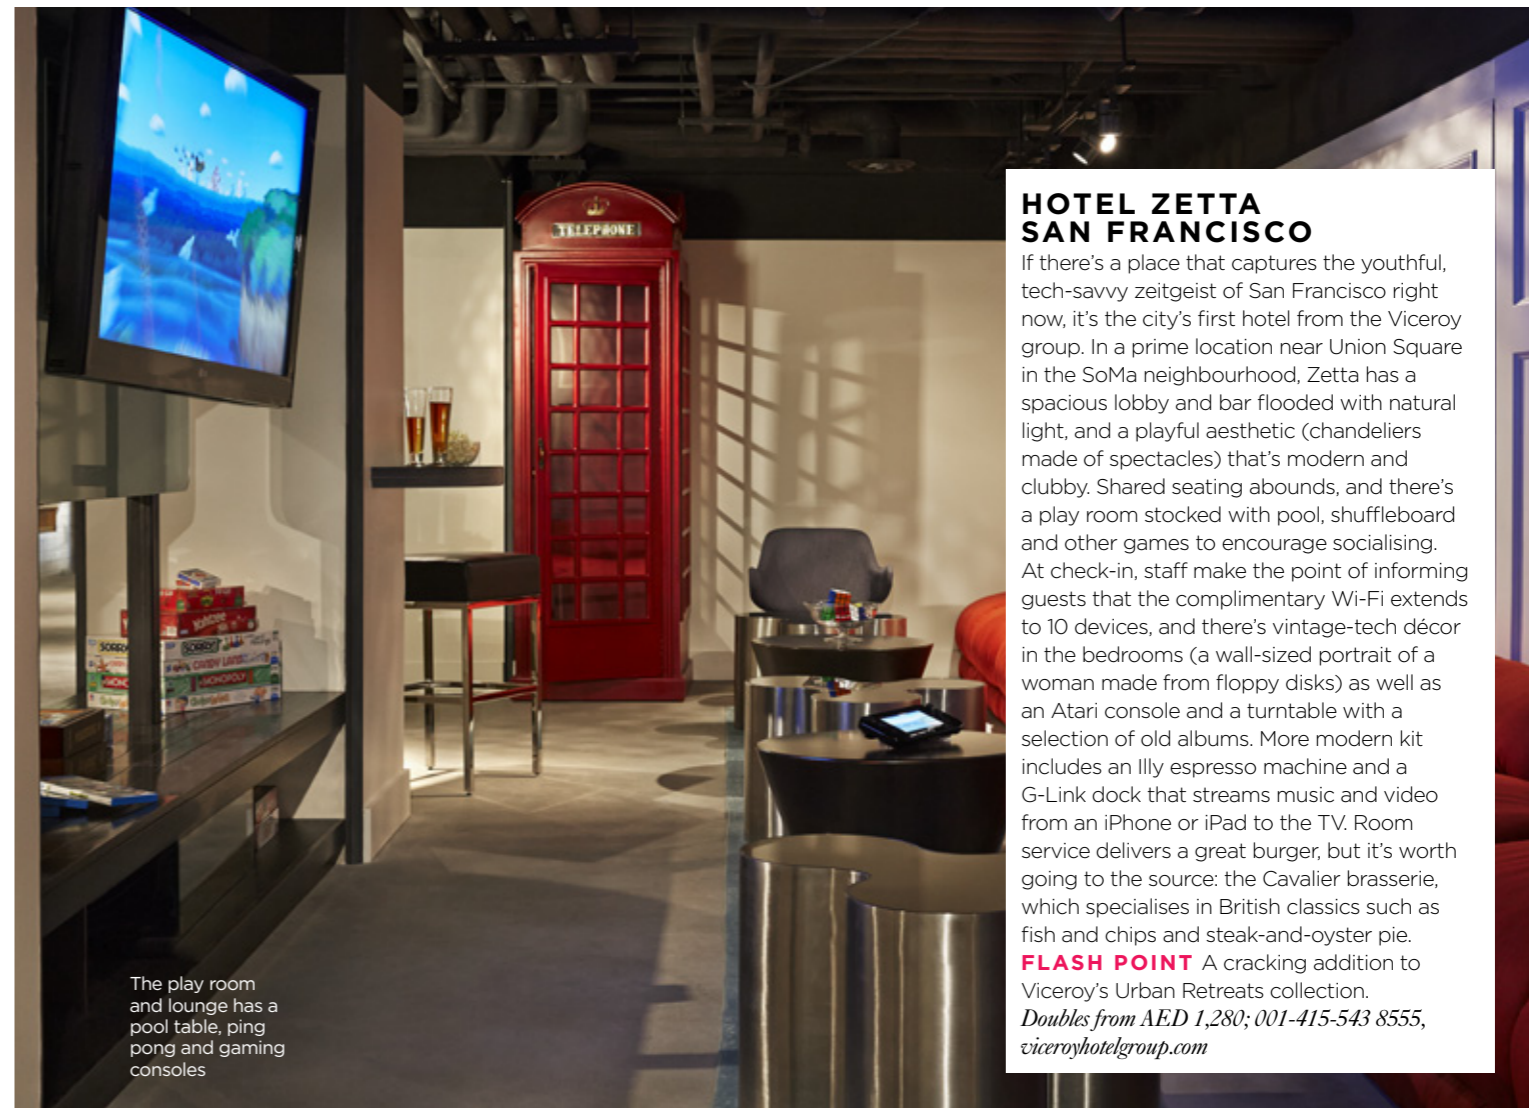 TELEPHONE
Yahtzee
SORRY!
SORRY!
CANDY LAND
MONOPOLY
HOTEL ZETTA
SAN FRANCISCO
If there’s a place that captures the youthful,
tech-savvy zeitgeist of San Francisco right
now, it’s the city’s first hotel from the Viceroy
group. In a prime location near Union Square
in the SoMa neighbourhood, Zetta has a
spacious lobby and bar flooded with natural
light, and a playful aesthetic (chandeliers
made of spectacles) that’s modern and
clubby. Shared seating abounds, and there’s
a play room stocked with pool, shuffleboard
and other games to encourage socialising.
At check-in, staff make the point of informing
guests that the complimentary Wi-Fi extends
to 10 devices, and there’s vintage-tech décor
in the bedrooms (a wall-sized portrait of a
woman made from floppy disks) as well as
an Atari console and a turntable with a
selection of old albums. More modern kit
includes an Illy espresso machine and a
G-Link dock that streams music and video
from an iPhone or iPad to the TV. Room
service delivers a great burger, but it’s worth
going to the source: the Cavalier brasserie,
which specialises in British classics such as
fish and chips and steak-and-oyster pie.
FLASH POINT A cracking addition to
Viceroy’s Urban Retreats collection.
Doubles from AED 1,280; 001-415-543 8555,
viceroyhotelgroup.com
The play room
and lounge has a
pool table, ping
pong and gaming
consoles